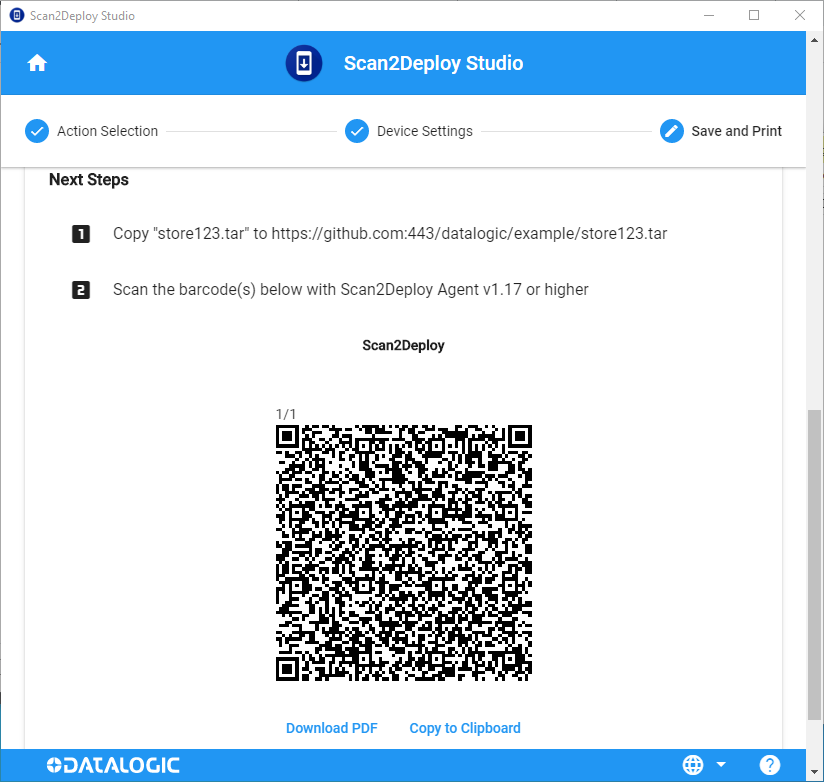 Scan2Deploy Studio
Scan2Deploy Studio
Action Selection
Device Settings
Save and Print
Next Steps
1 Copy "store123.tar" to https://github.com:443/datalogic/example/store123.tar
2 Scan the barcode(s) below with Scan2Deploy Agent v1.17 or higher
Scan2Deploy
1/1
Download PDF
Copy to Clipboard
DATALOGIC
?